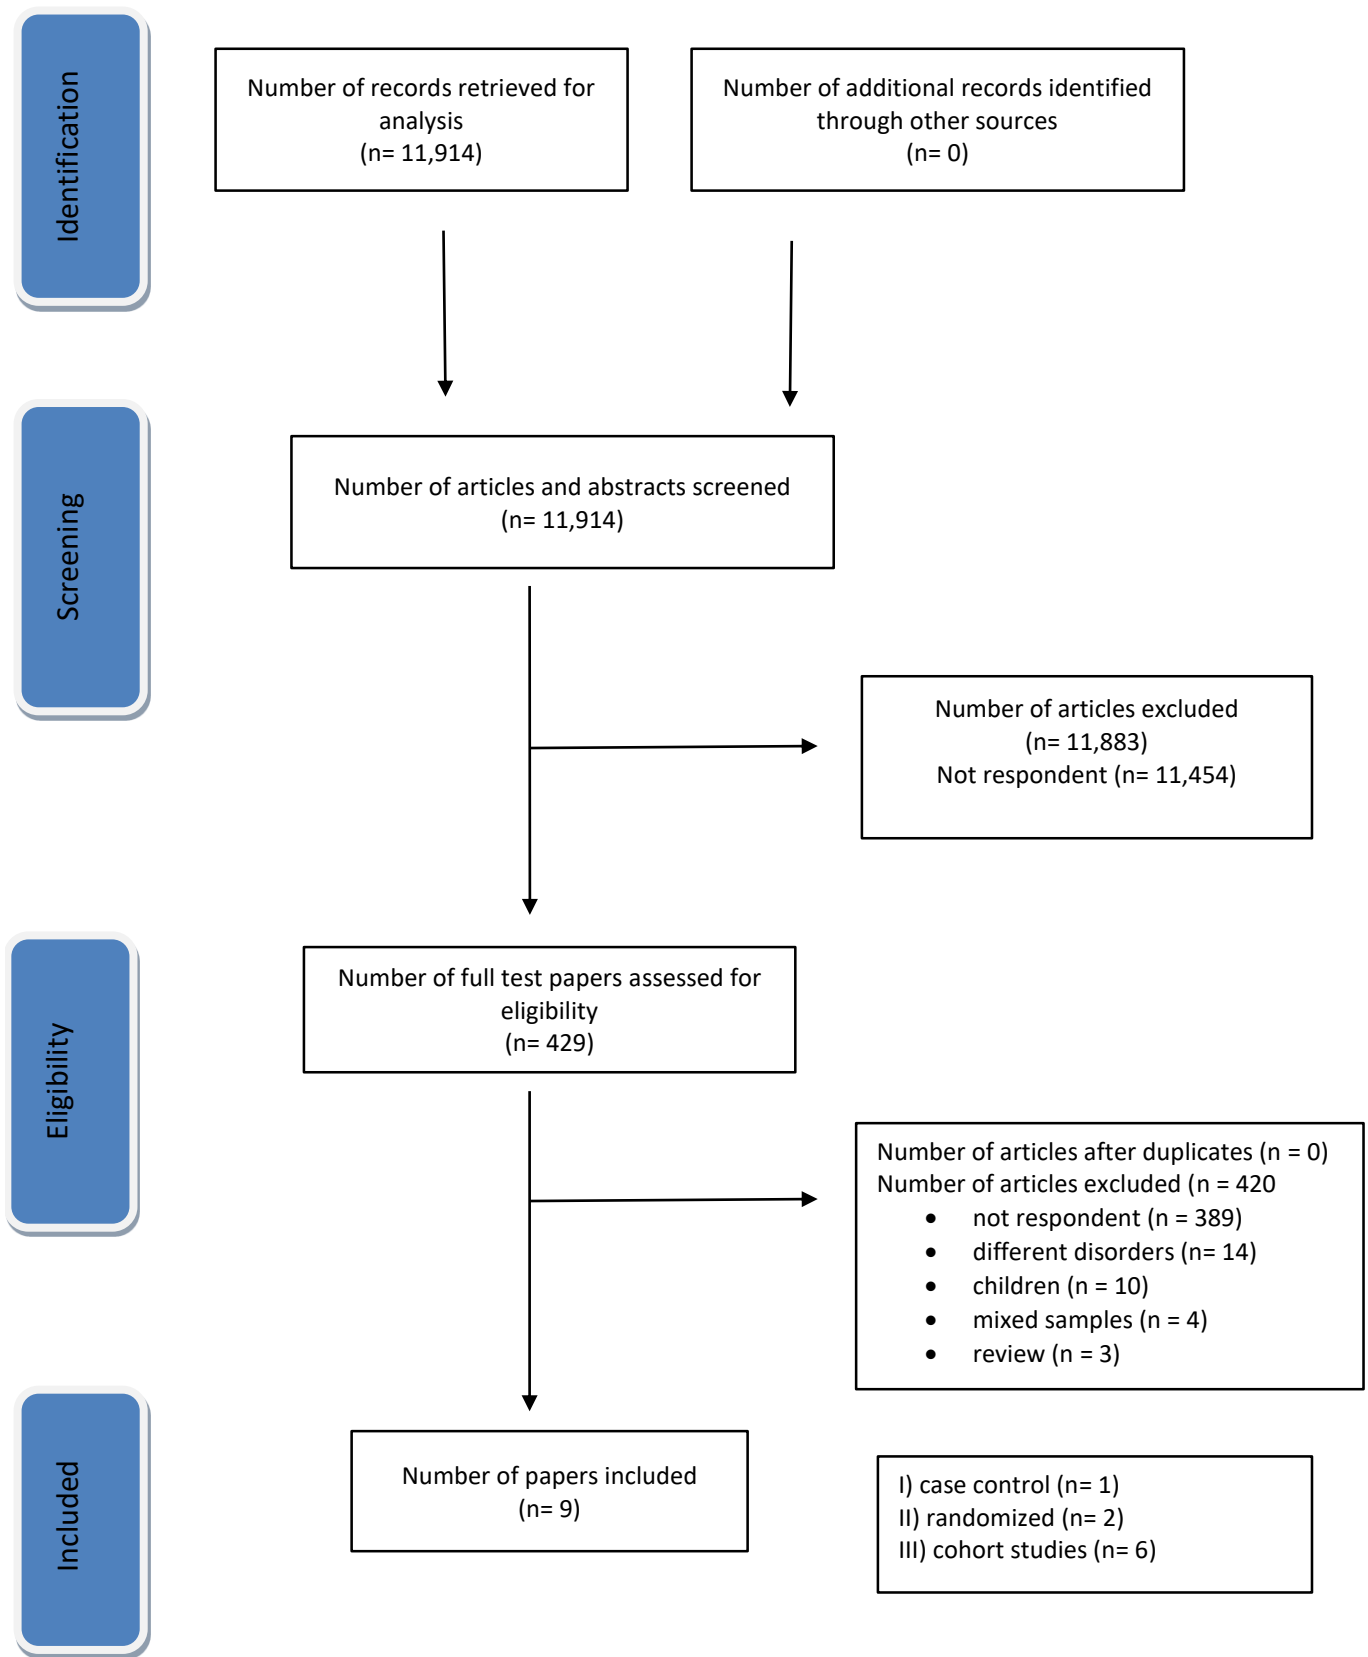 Identification
Number of records retrieved for
analysis
(n= 11,914)
Number of additional records identified
through other sources
(n= 0)
Screening
Number of articles and abstracts screened
(n= 11,914)
Number of articles excluded
(n= 11,883)
Not respondent (n= 11,454)
Eligibility
Number of full test papers assessed for
eligibility
(n= 429)
Number of articles after duplicates (n = 0)
Number of articles excluded (n = 420
• not respondent (n = 389)
• different disorders (n= 14)
• children (n = 10)
• mixed samples (n = 4)
• review (n = 3)
Included
Number of papers included
(n= 9)
I) case control (n= 1)
II) randomized (n= 2)
III) cohort studies (n= 6)